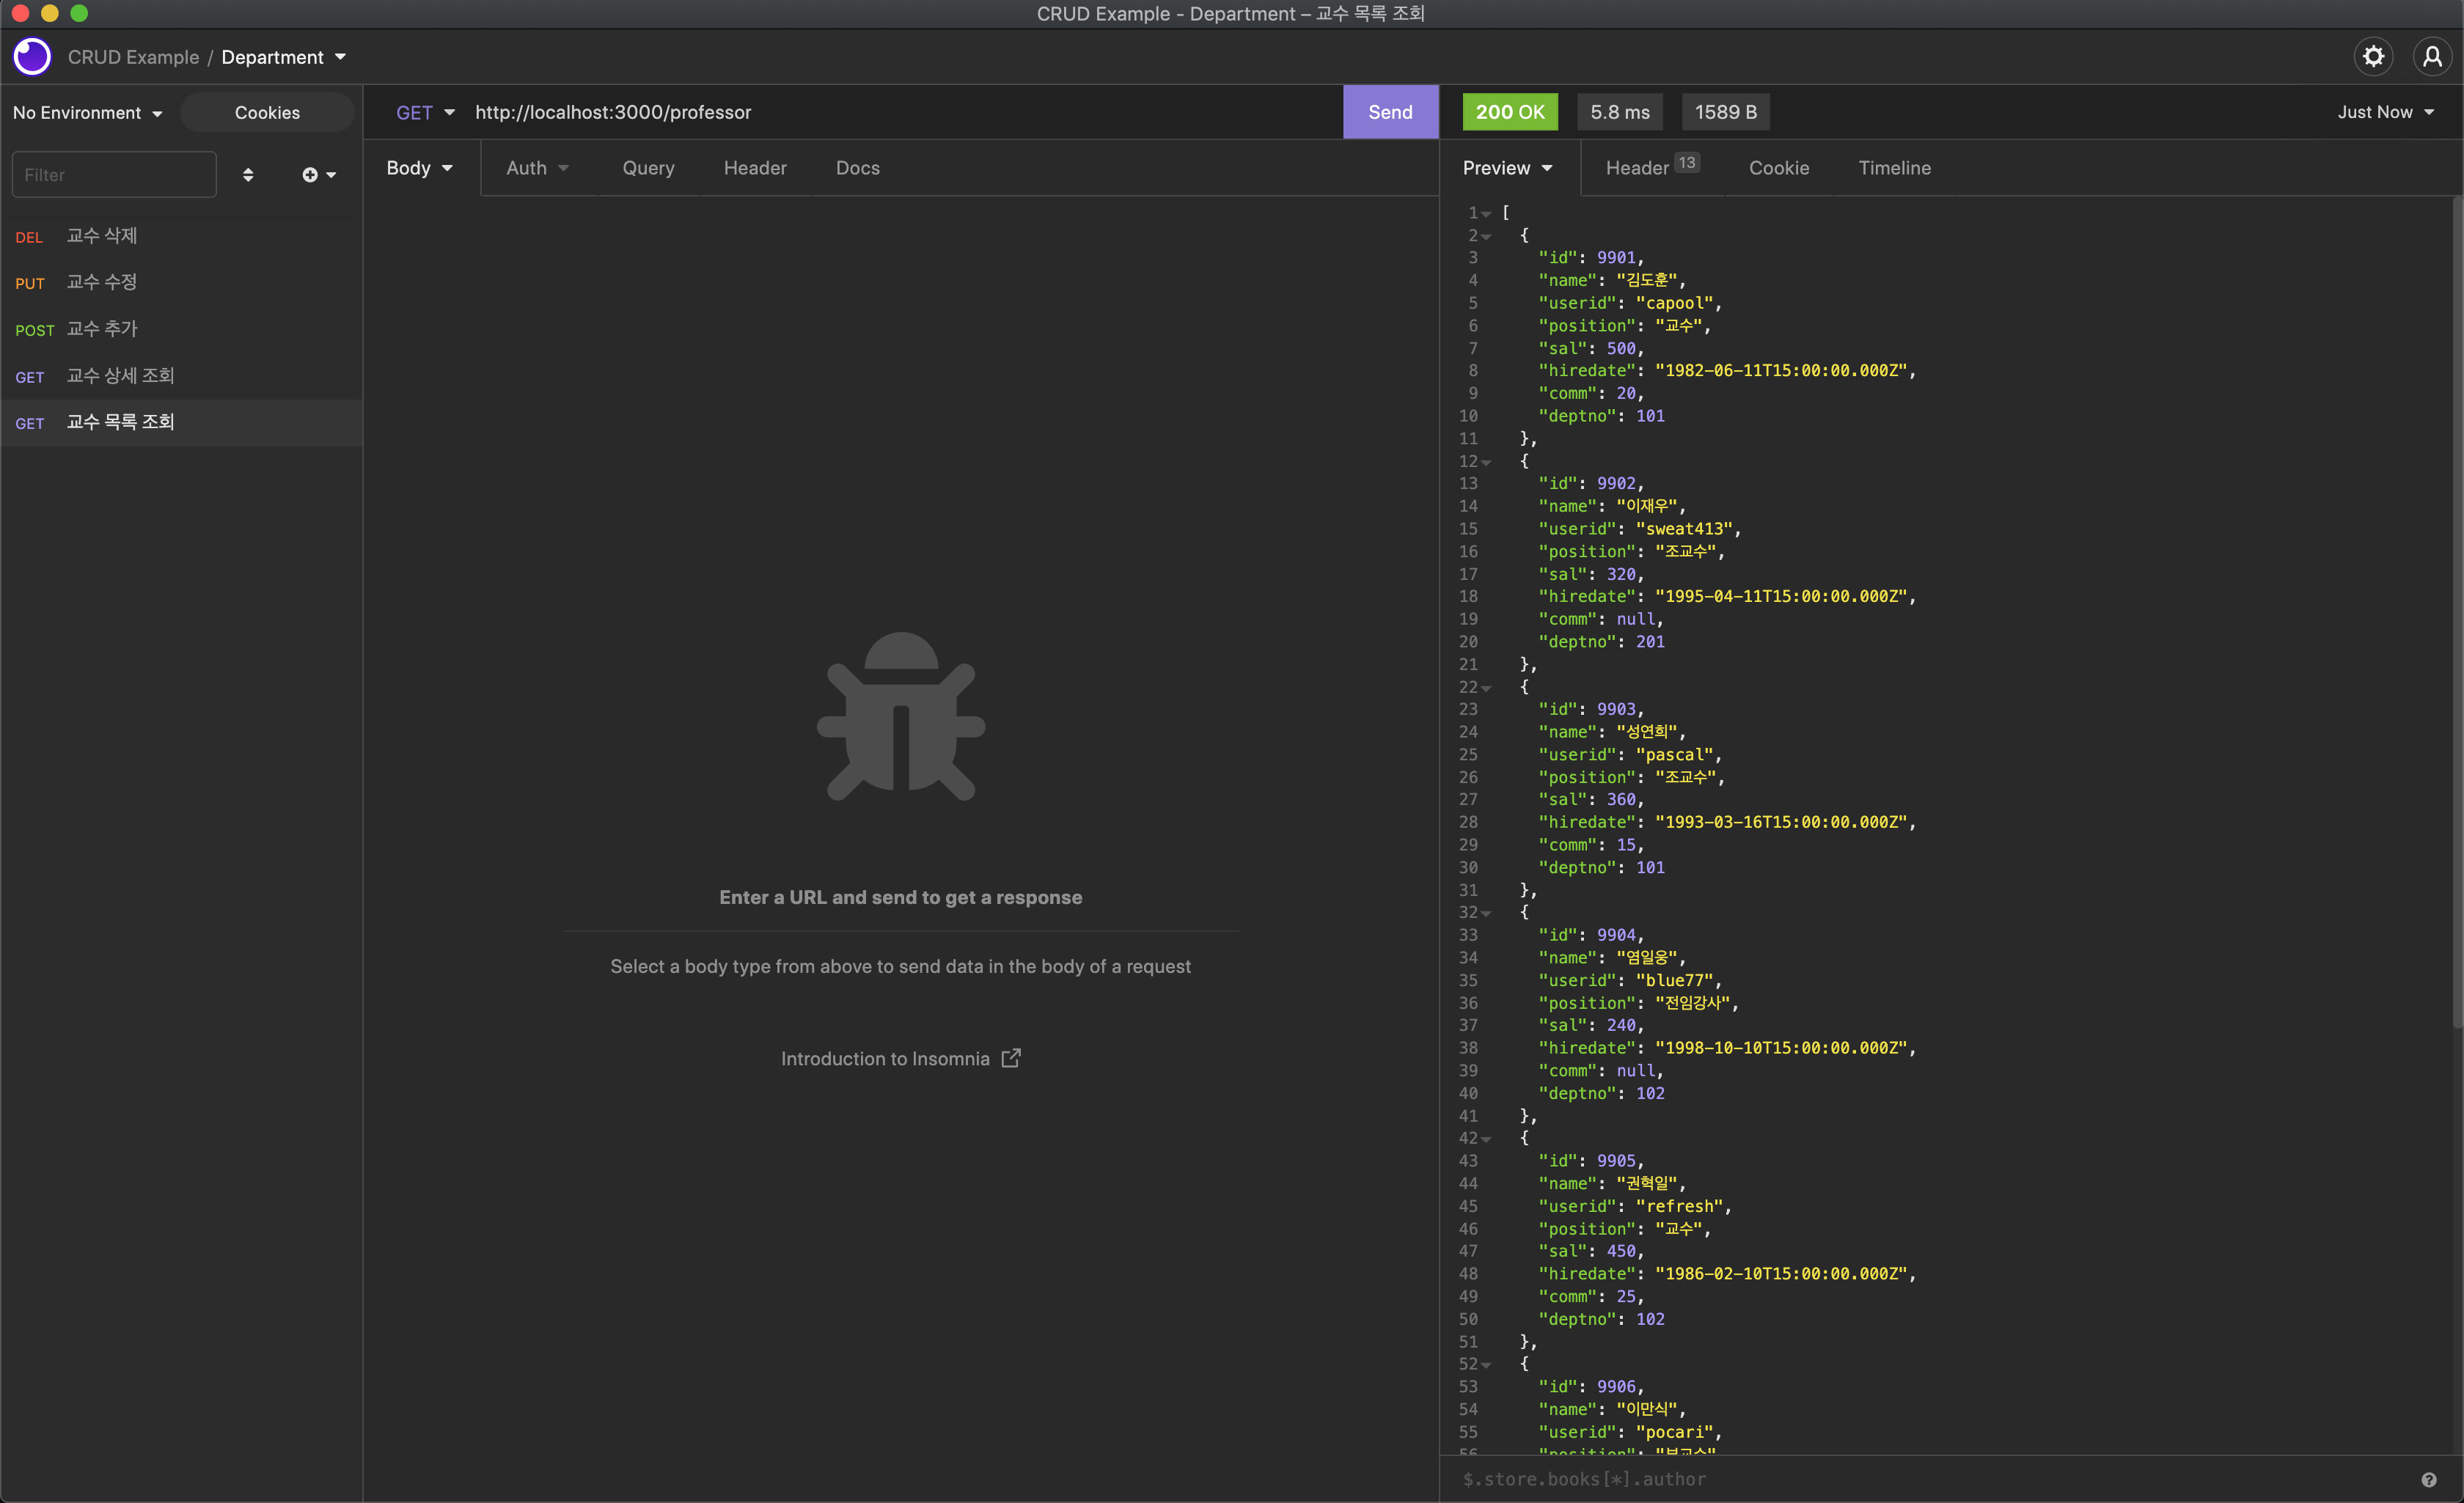 CRUD Example - Department – 교수 목록 조회
CRUD Example / Department
No Environment
Cookies
Filter
DEL 교수 삭제
PUT 교수 수정
POST 교수 추가
GET 교수 상세 조회
GET 교수 목록 조회
GET http://localhost:3000/professor Send
Body Auth Query Header Docs
Enter a URL and send to get a response
Select a body type from above to send data in the body of a request
Introduction to Insomnia
200 OK 5.8 ms 1589 B Just Now
Preview Header 13 Cookie Timeline
1 [
2 {
3 "id": 9901,
4 "name": "김도훈",
5 "userid": "capool",
6 "position": "교수",
7 "sal": 500,
8 "hiredate": "1982-06-11T15:00:00.000Z",
9 "comm": 20,
10 "deptno": 101
11 },
12 {
13 "id": 9902,
14 "name": "이재우",
15 "userid": "sweat413",
16 "position": "조교수",
17 "sal": 320,
18 "hiredate": "1995-04-11T15:00:00.000Z",
19 "comm": null,
20 "deptno": 201
21 },
22 {
23 "id": 9903,
24 "name": "성연희",
25 "userid": "pascal",
26 "position": "조교수",
27 "sal": 360,
28 "hiredate": "1993-03-16T15:00:00.000Z",
29 "comm": 15,
30 "deptno": 101
31 },
32 {
33 "id": 9904,
34 "name": "염일웅",
35 "userid": "blue77",
36 "position": "전임강사",
37 "sal": 240,
38 "hiredate": "1998-10-10T15:00:00.000Z",
39 "comm": null,
40 "deptno": 102
41 },
42 {
43 "id": 9905,
44 "name": "권혁일",
45 "userid": "refresh",
46 "position": "교수",
47 "sal": 450,
48 "hiredate": "1986-02-10T15:00:00.000Z",
49 "comm": 25,
50 "deptno": 102
51 },
52 {
53 "id": 9906,
54 "name": "이만식",
55 "userid": "pocari",
56 "position": "부교수"
$.store.books[*].author